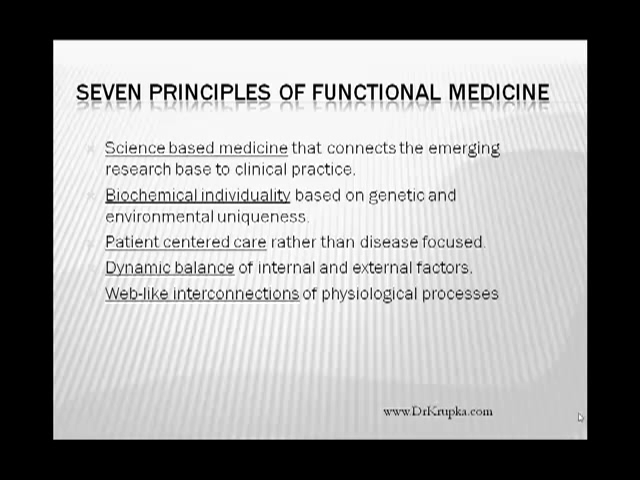 SEVEN PRINCIPLES OF FUNCTIONAL MEDICINE
Science based medicine that connects the emerging
research base to clinical practice.
Biochemical individuality based on genetic and
environmental uniqueness.
Patient centered care rather than disease focused.
Dynamic balance of internal and external factors.
Web-like interconnections of physiological processes
www.DrKrupka.com